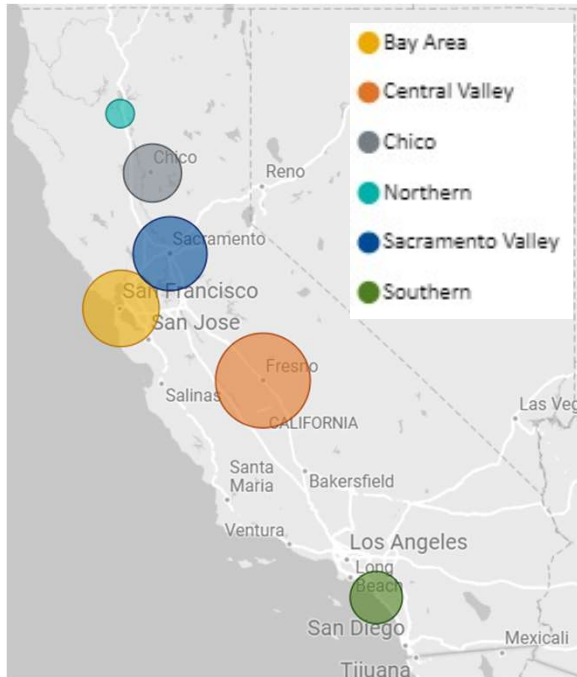 Bay Area
Central Valley
Chico
Northern
Sacramento Valley
Southern
Chico
Reno
Sacramento
San Francisco
San Jose
Salinas
Fresno
CALIFORNIA
Las Veg
Santa
Maria
Bakersfield
Ventura
Los Angeles
Long
Beach
San Diego
Mexicali
Tijuana